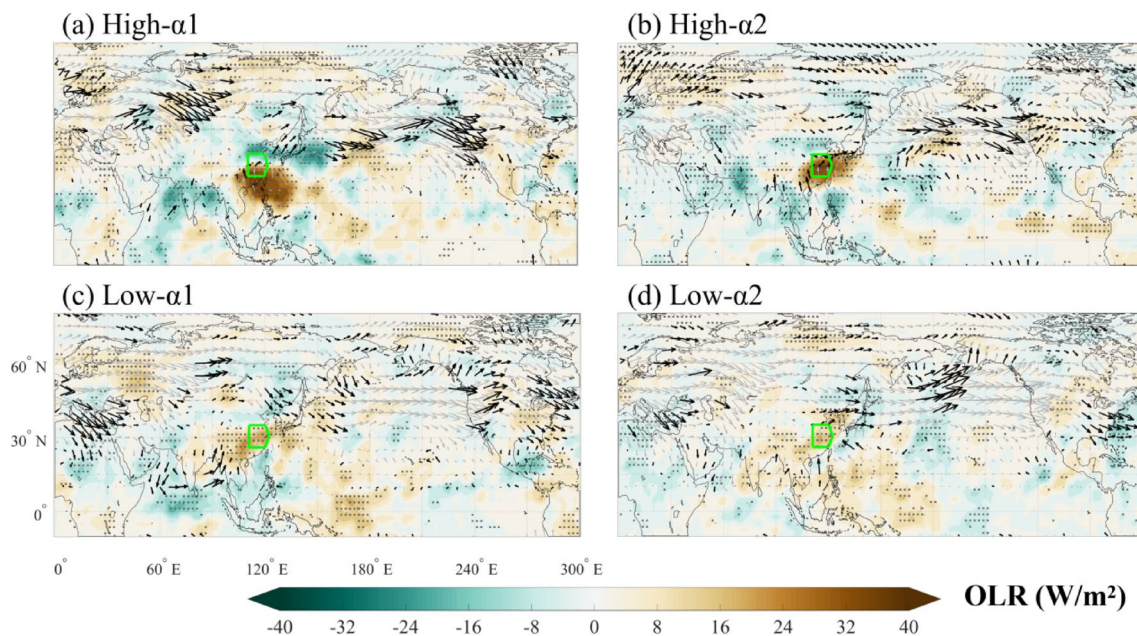 (a) High-α1
(b) High-α2
(c) Low-α1
(d) Low-α2
60° N
30° N
0°
0° 60° E 120° E 180° E 240° E 300° E
OLR (W/m²)
-40 -32 -24 -16 -8 0 8 16 24 32 40